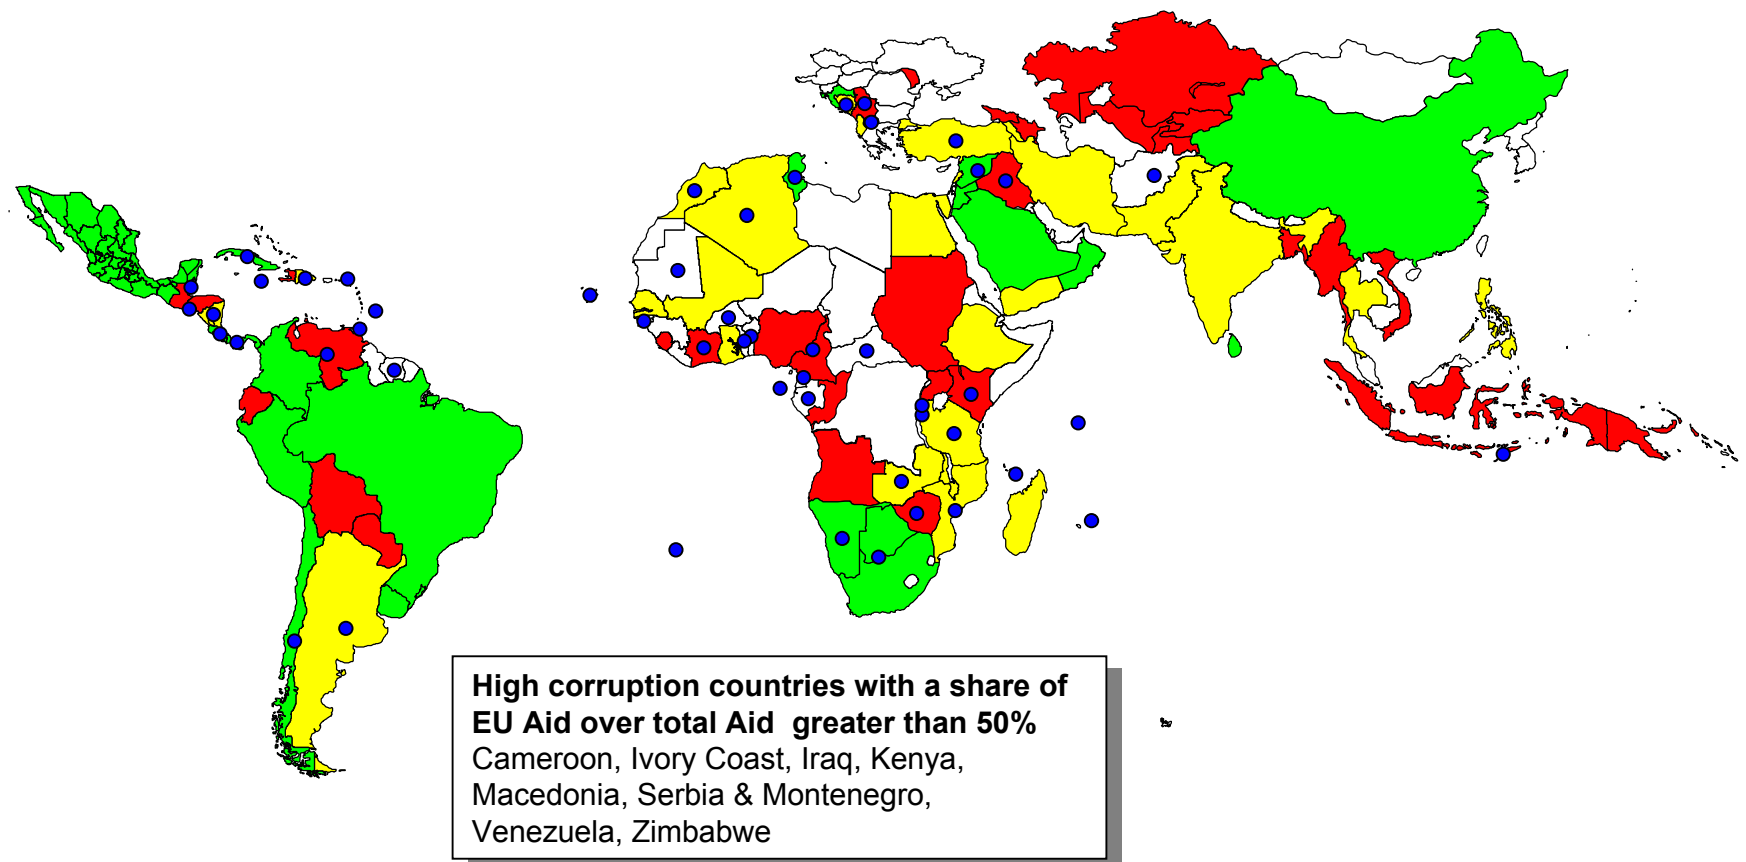 High corruption countries with a share of
EU Aid over total Aid greater than 50%
Cameroon, Ivory Coast, Iraq, Kenya,
Macedonia, Serbia & Montenegro,
Venezuela, Zimbabwe